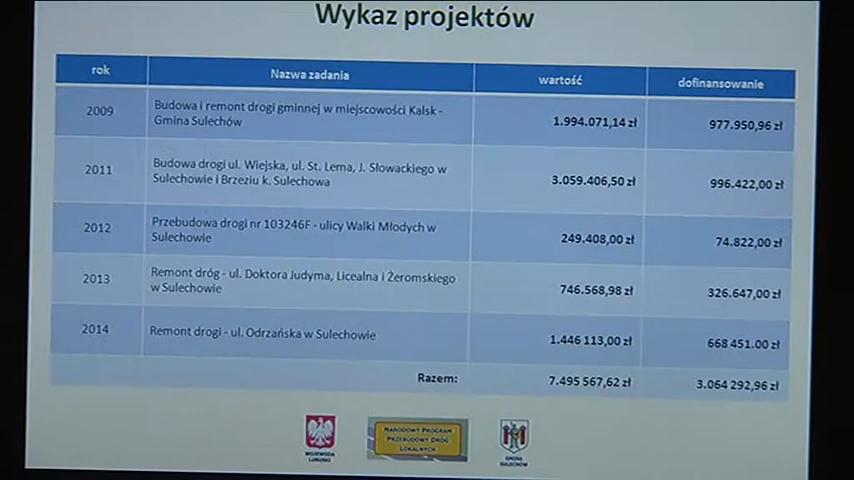 Wykaz projektów
rok Nazwa zadania wartość dofinansowanie
2009 Budowa i remont drogi gminnej w miejscowości Kalsk -
Gmina Sulechów 1.994.071,14 zł 977.950,96 zł
2011 Budowa drogi ul. Wiejska, ul. St. Lema, J. Słowackiego w
Sulechowie i Brzeziu k. Sulechowa 3.059.406,50 zł 996.422,00 zł
2012 Przebudowa drogi nr 103246F - ulicy Walki Młodych w
Sulechowie 249.408,00 zł 74.822,00 zł
2013 Remont dróg - ul. Doktora Judyma, Licealna i Żeromskiego
w Sulechowie 746.568,98 zł 326.647,00 zł
2014 Remont drogi - ul. Odrzańska w Sulechowie 1.446 113,00 zł 668 451.00 zł
Razem: 7.495 567,62 zł 3.064 292,96 zł
WOJEWODA
LUBUSKI
NARODOWY PROGRAM
PRZEBUDOWY DRÓG
LOKALNYCH
GMINA
SULECHÓW